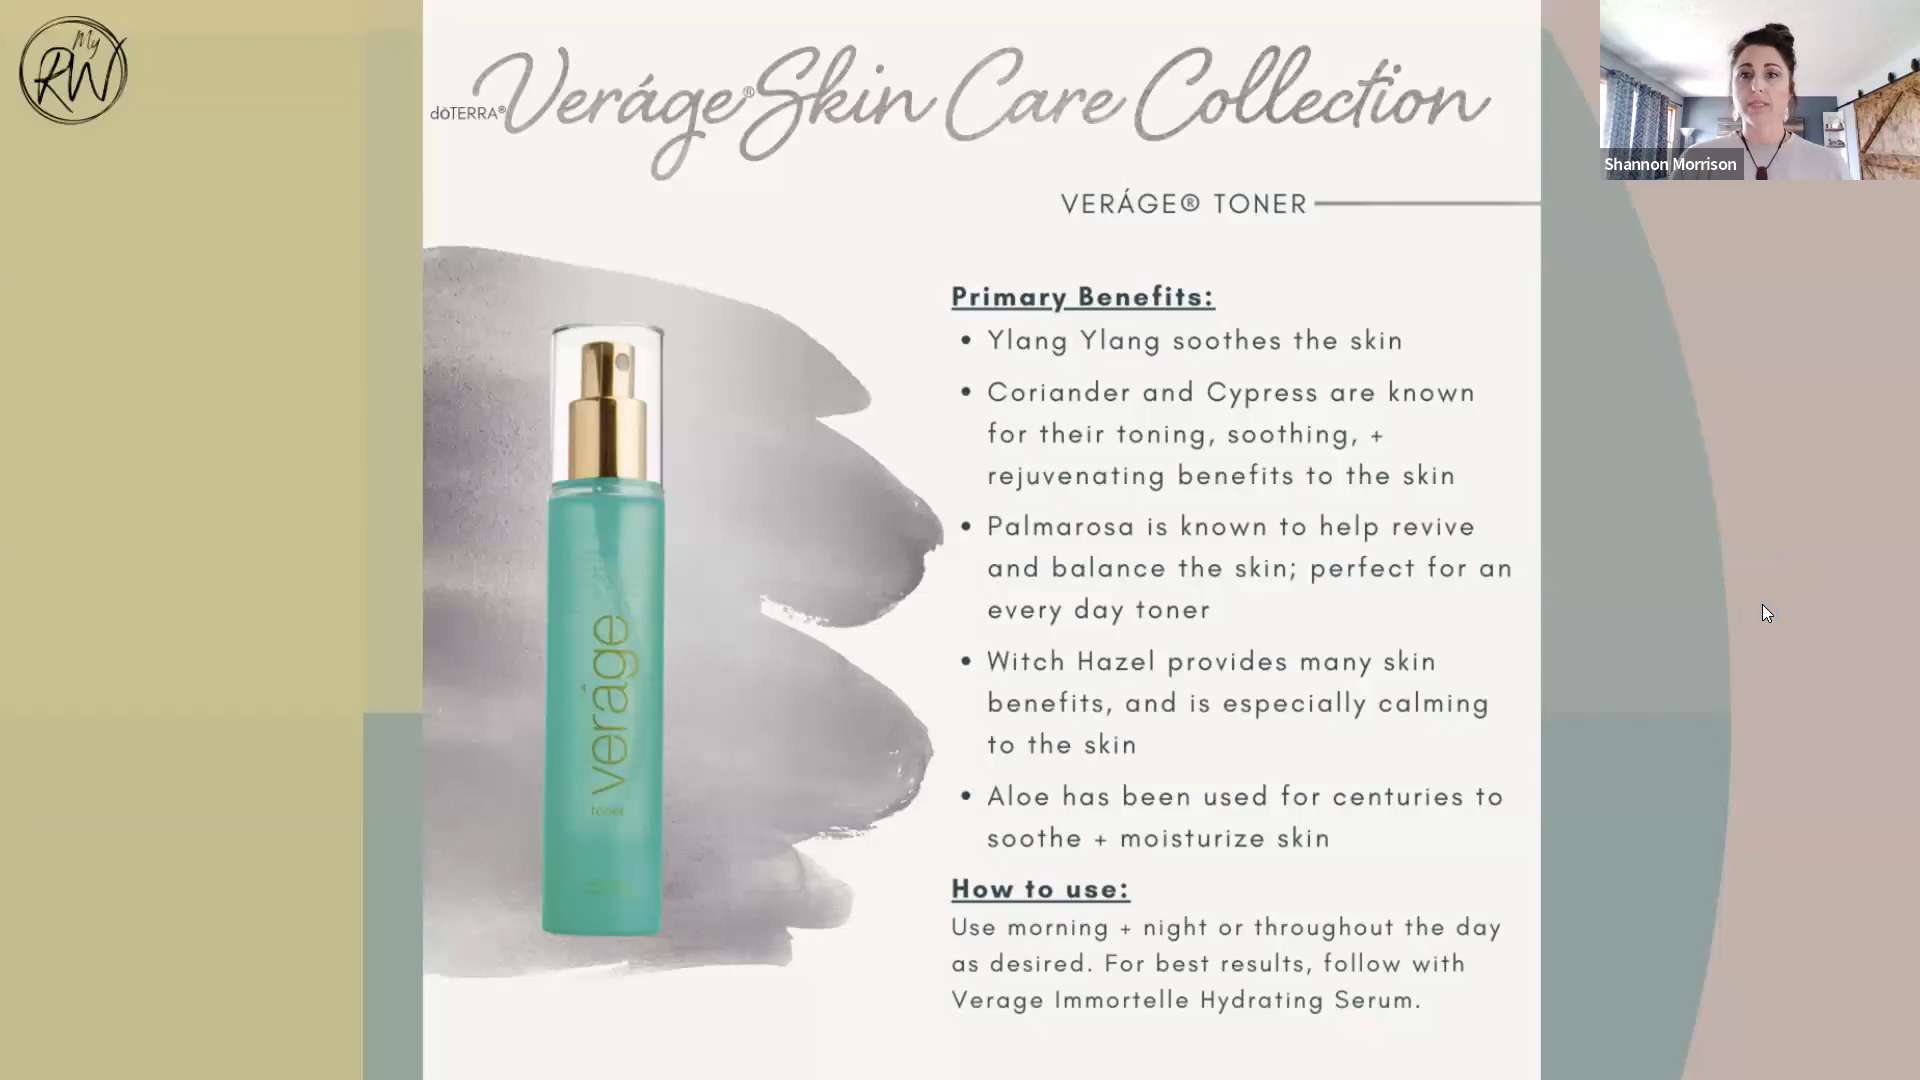 My
RW
dōTERRA® Veráge® Skin Care Collection
VERÁGE® TONER
Shannon Morrison
Primary Benefits:
• Ylang Ylang soothes the skin
• Coriander and Cypress are known
for their toning, soothing, +
rejuvenating benefits to the skin
• Palmarosa is known to help revive
and balance the skin; perfect for an
every day toner
• Witch Hazel provides many skin
benefits, and is especially calming
to the skin
• Aloe has been used for centuries to
soothe + moisturize skin
How to use:
Use morning + night or throughout the day
as desired. For best results, follow with
Verage Immortelle Hydrating Serum.
veráge
toner